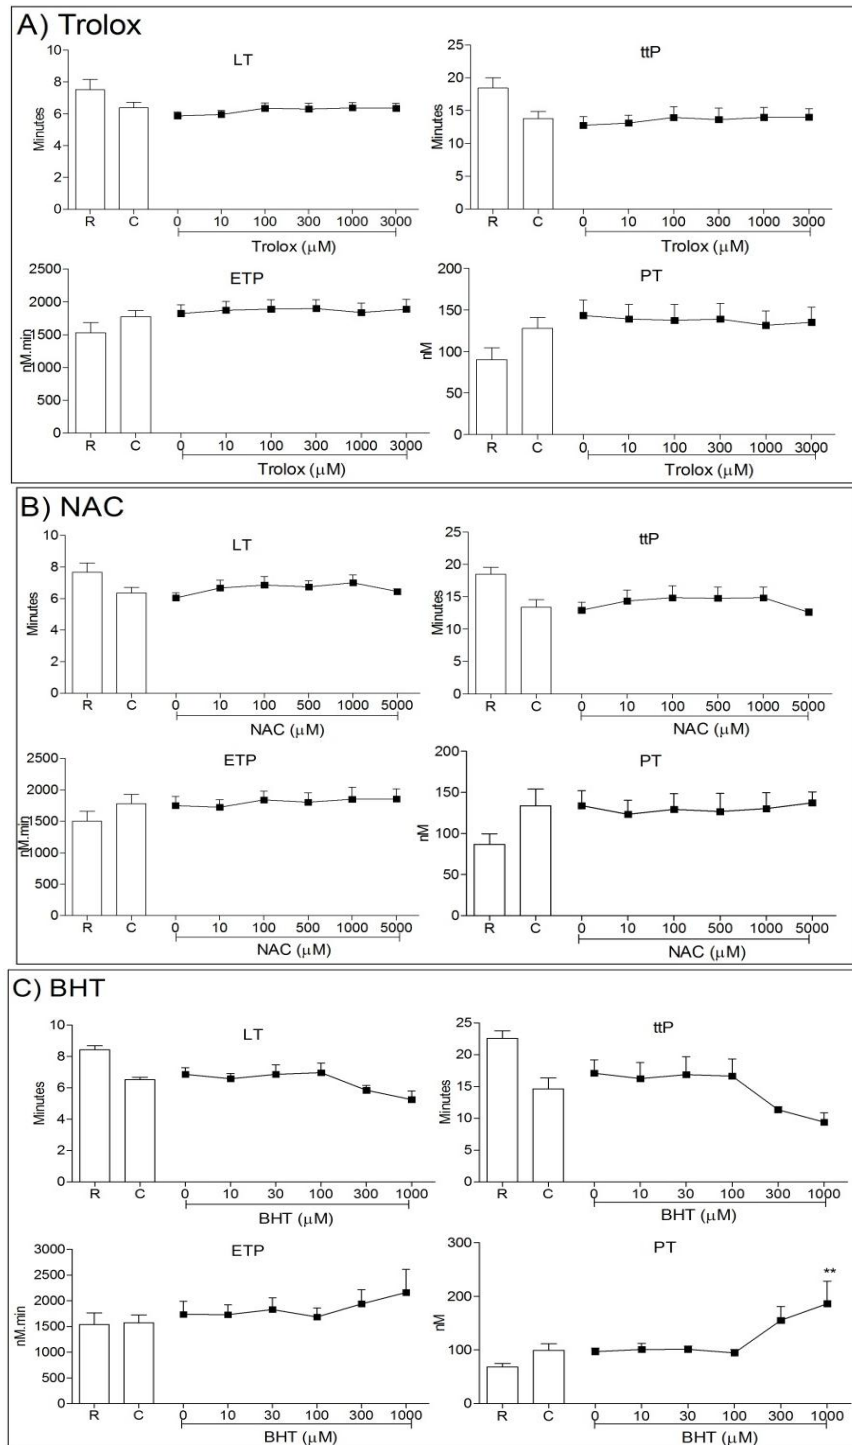 A) Trolox
LT
10
8
6
4
2
0
Minutes
R C 0 10 100 300 1000 3000
Trolox (μM)
ttP
25
20
15
10
5
0
Minutes
R C 0 10 100 300 1000 3000
Trolox (μM)
ETP
2500
2000
1500
1000
500
0
nM.min
R C 0 10 100 300 1000 3000
Trolox (μM)
PT
200
150
100
50
0
nM
R C 0 10 100 300 1000 3000
Trolox (μM)
B) NAC
LT
10
8
6
4
2
0
Minutes
R C 0 10 100 500 1000 5000
NAC (μM)
ttP
25
20
15
10
5
0
Minutes
R C 0 10 100 500 1000 5000
NAC (μM)
ETP
2500
2000
1500
1000
500
0
nM.min
R C 0 10 100 500 1000 5000
NAC (μM)
PT
200
150
100
50
0
nM
R C 0 10 100 500 1000 5000
NAC (μM)
C) BHT
LT
10
8
6
4
2
0
Minutes
R C 0 10 30 100 300 1000
BHT (μM)
ttP
25
20
15
10
5
0
Minutes
R C 0 10 30 100 300 1000
BHT (μM)
ETP
3000
2500
2000
1500
1000
500
0
nM.min
R C 0 10 30 100 300 1000
BHT (μM)
PT
300
200
100
0
nM
**
R C 0 10 30 100 300 1000
BHT (μM)